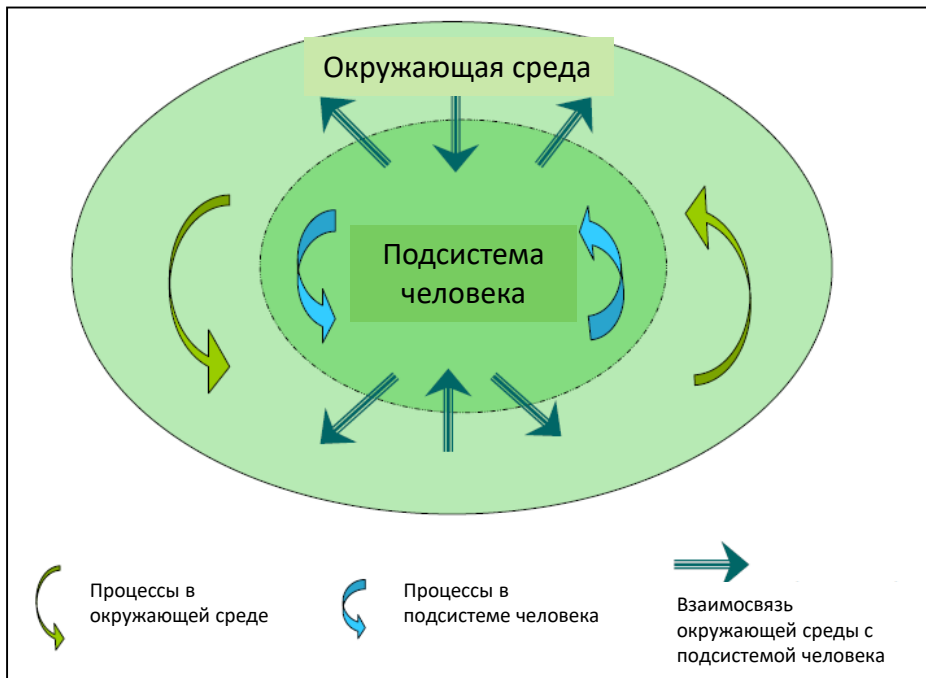 Окружающая среда
Подсистема
человека
Процессы в
окружающей среде
Процессы в
подсистеме человека
Взаимосвязь
окружающей среды с
подсистемой человека